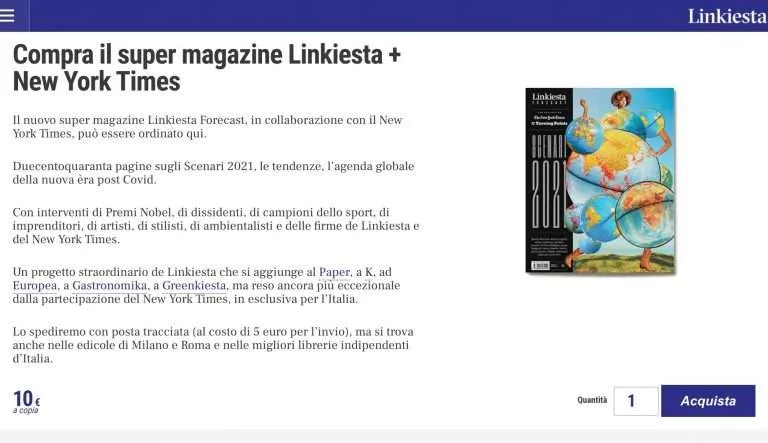 Linkiesta
Compra il super magazine Linkiesta +
New York Times
Il nuovo super magazine Linkiesta Forecast, in collaborazione con il New
York Times, può essere ordinato qui.
Duecentoquaranta pagine sugli Scenari 2021, le tendenze, l’agenda globale
della nuova èra post Covid.
Con interventi di Premi Nobel, di dissidenti, di campioni dello sport, di
imprenditori, di artisti, di stilisti, di ambientalisti e delle firme de Linkiesta e
del New York Times.
Un progetto straordinario de Linkiesta che si aggiunge al Paper, a K, ad
Europea, a Gastronomika, a Greenkiesta, ma reso ancora più eccezionale
dalla partecipazione del New York Times, in esclusiva per l’Italia.
Lo spediremo con posta tracciata (al costo di 5 euro per l’invio), ma si trova
anche nelle edicole di Milano e Roma e nelle migliori librerie indipendenti
d’Italia.
Linkiesta
FORECAST
The New York Times
Turning Points
SCENARI
2021
10€
a copia
Quantità
1
Acquista